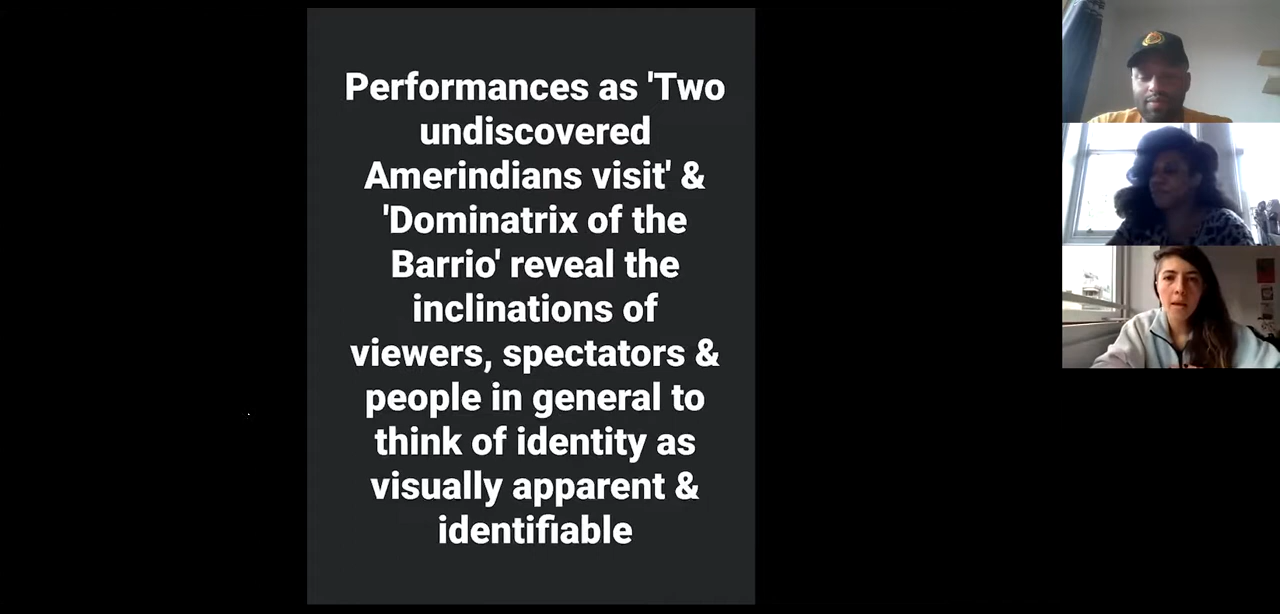 Performances as 'Two
undiscovered
Amerindians visit' &
'Dominatrix of the
Barrio' reveal the
inclinations of
viewers, spectators &
people in general to
think of identity as
visually apparent &
identifiable